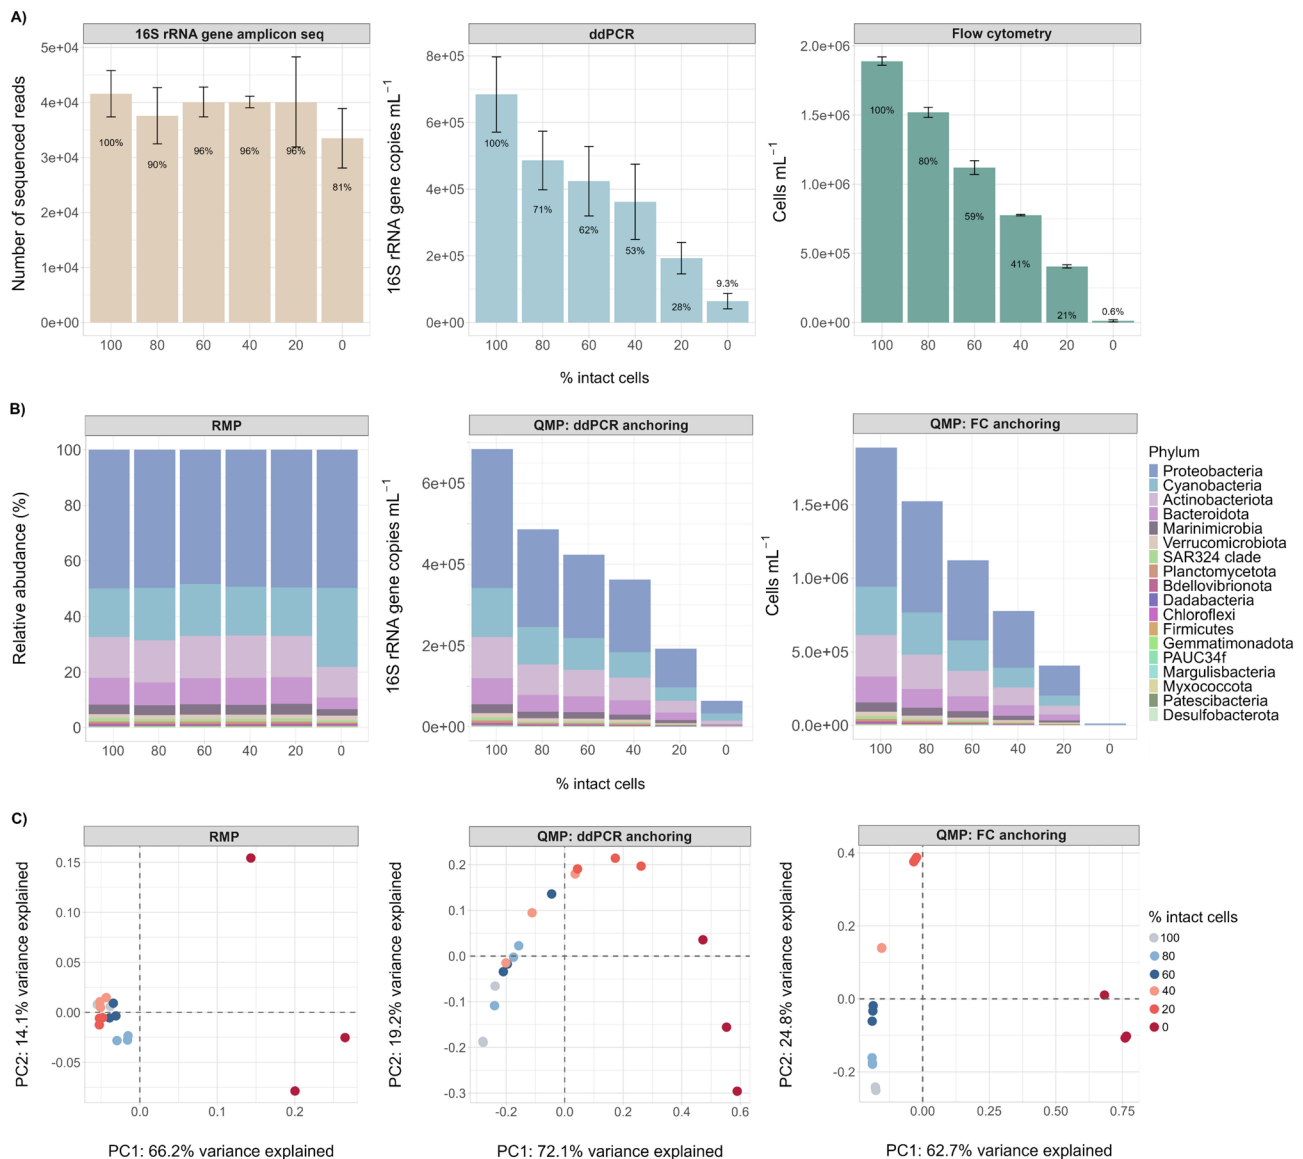 A)
16S rRNA gene amplicon seq
ddPCR
Flow cytometry
Number of sequenced reads
5e+04
4e+04
3e+04
2e+04
1e+04
0e+00
100%
90%
96%
96%
96%
81%
100
80
60
40
20
0
16S rRNA gene copies mL⁻¹
8e+05
6e+05
4e+05
2e+05
0e+00
100%
71%
62%
53%
28%
9.3%
100
80
60
40
20
0
% intact cells
Cells mL⁻¹
2.0e+06
1.5e+06
1.0e+06
5.0e+05
0.0e+00
100%
80%
59%
41%
21%
0.6%
100
80
60
40
20
0
B)
RMP
QMP: ddPCR anchoring
QMP: FC anchoring
Relative abudance (%)
100
80
60
40
20
0
100
80
60
40
20
0
16S rRNA gene copies mL⁻¹
6e+05
4e+05
2e+05
0e+00
100
80
60
40
20
0
% intact cells
Cells mL⁻¹
1.5e+06
1.0e+06
5.0e+05
0.0e+00
100
80
60
40
20
0
Phylum
Proteobacteria
Cyanobacteria
Actinobacteriota
Bacteroidota
Marinimicrobia
Verrucomicrobiota
SAR324 clade
Planctomycetota
Bdellovibrionota
Dadabacteria
Chloroflexi
Firmicutes
Gemmatimonadota
PAUC34f
Margulisbacteria
Myxococcota
Patescibacteria
Desulfobacterota
C)
RMP
QMP: ddPCR anchoring
QMP: FC anchoring
PC2: 14.1% variance explained
0.15
0.10
0.05
0.00
-0.05
0.0
0.2
PC1: 66.2% variance explained
PC2: 19.2% variance explained
0.2
0.1
0.0
-0.1
-0.2
-0.3
-0.2
0.0
0.2
0.4
0.6
PC1: 72.1% variance explained
PC2: 24.8% variance explained
0.4
0.2
0.0
-0.2
0.00
0.25
0.50
0.75
PC1: 62.7% variance explained
% intact cells
100
80
60
40
20
0